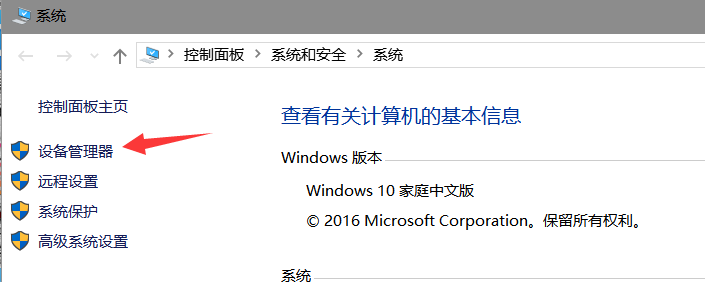 系统
控制面板 系统和安全 系统
控制面板主页
设备管理器
远程设置
系统保护
高级系统设置
查看有关计算机的基本信息
Windows 版本
Windows 10 家庭中文版
© 2016 Microsoft Corporation。保留所有权利。
系统